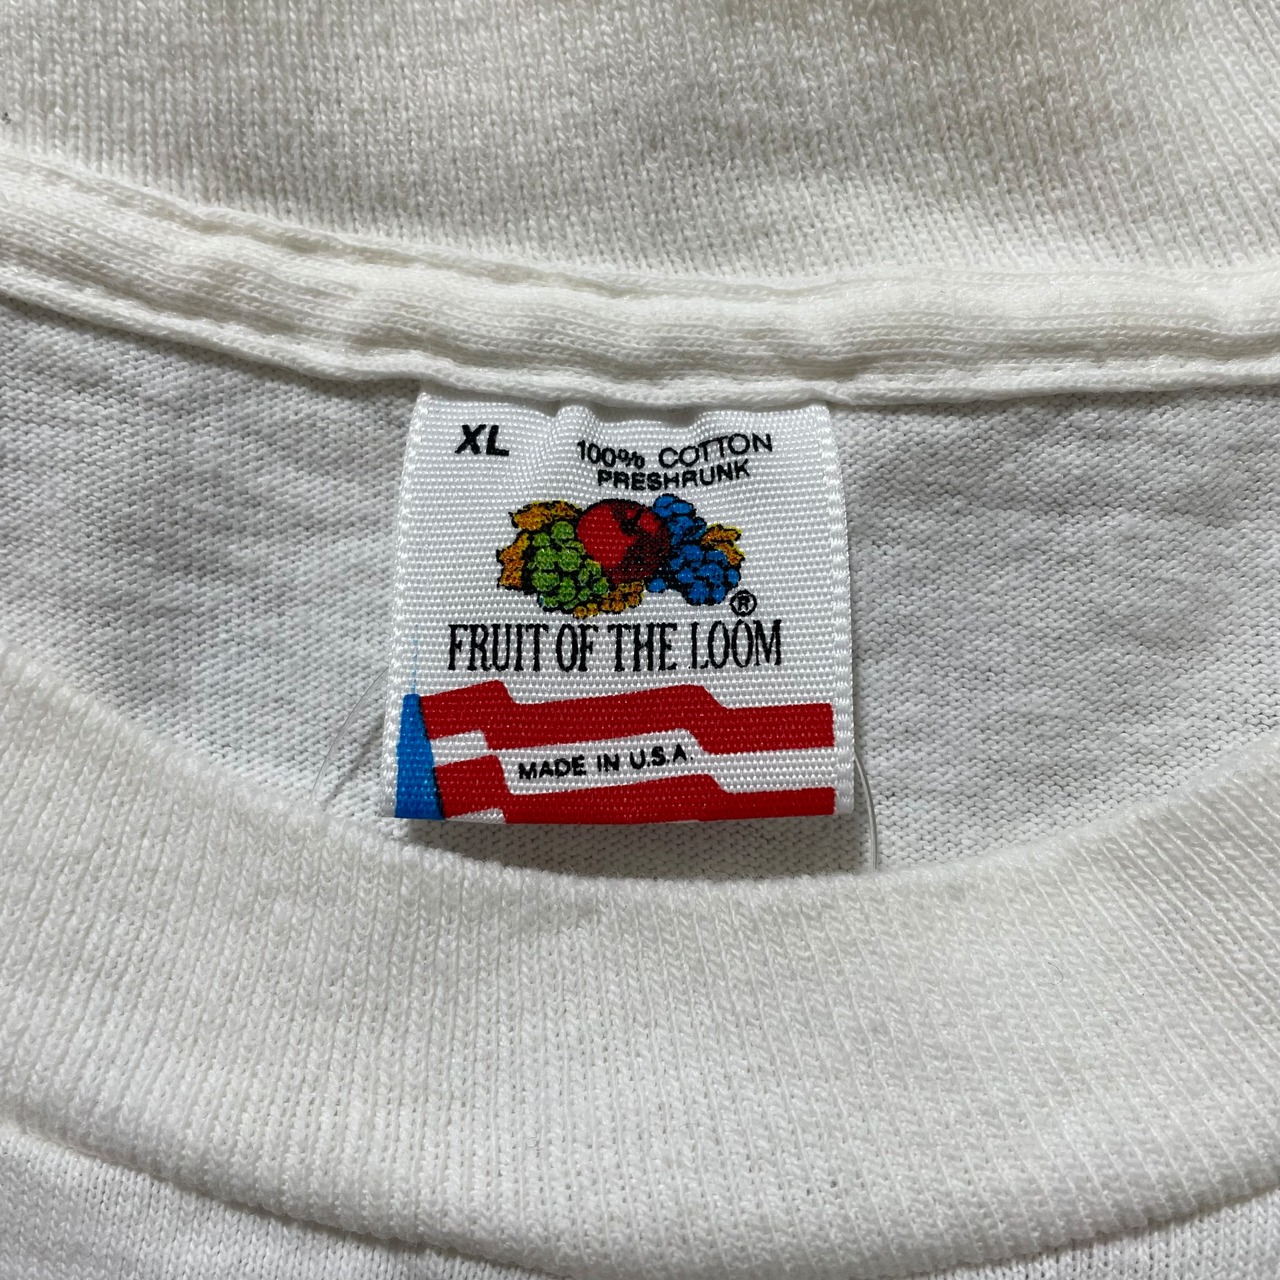 XL
100% COTTON
PRESHRUNK
®
FRUIT OF THE LOOM
MADE IN U.S.A.